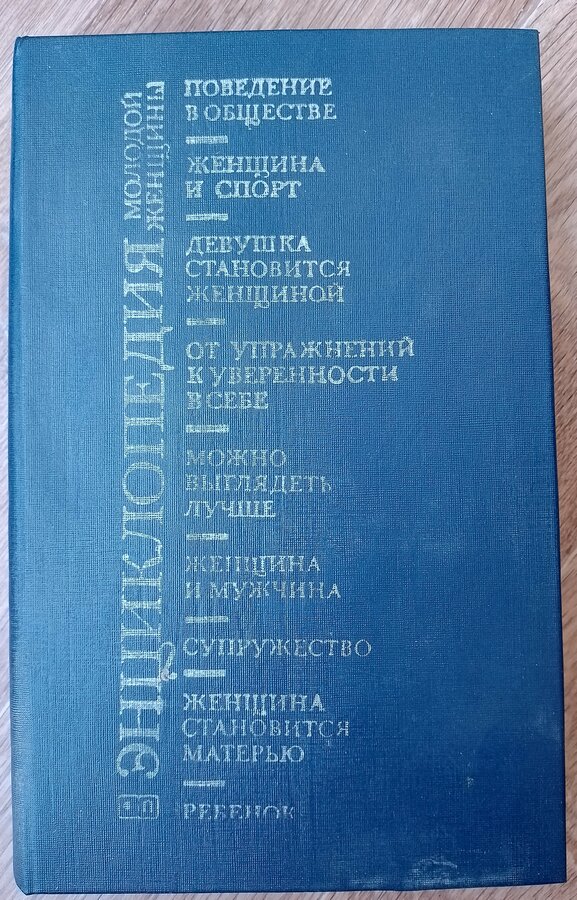 ЭНЦИКЛОПЕДИЯ
МОЛОДОЙ
ЖЕНЩИНЫ
ПОВЕДЕНИЕ
В ОБЩЕСТВЕ
ЖЕНЩИНА
И СПОРТ
ДЕВУШКА
СТАНОВИТСЯ
ЖЕНЩИНОЙ
ОТ УПРАЖНЕНИЙ
К УВЕРЕННОСТИ
В СЕБЕ
МОЖНО
ВЫГЛЯДЕТЬ
ЛУЧШЕ
ЖЕНЩИНА
И МУЖЧИНА
СУПРУЖЕСТВО
ЖЕНЩИНА
СТАНОВИТСЯ
МАТЕРЬЮ
РЕБЕНОК